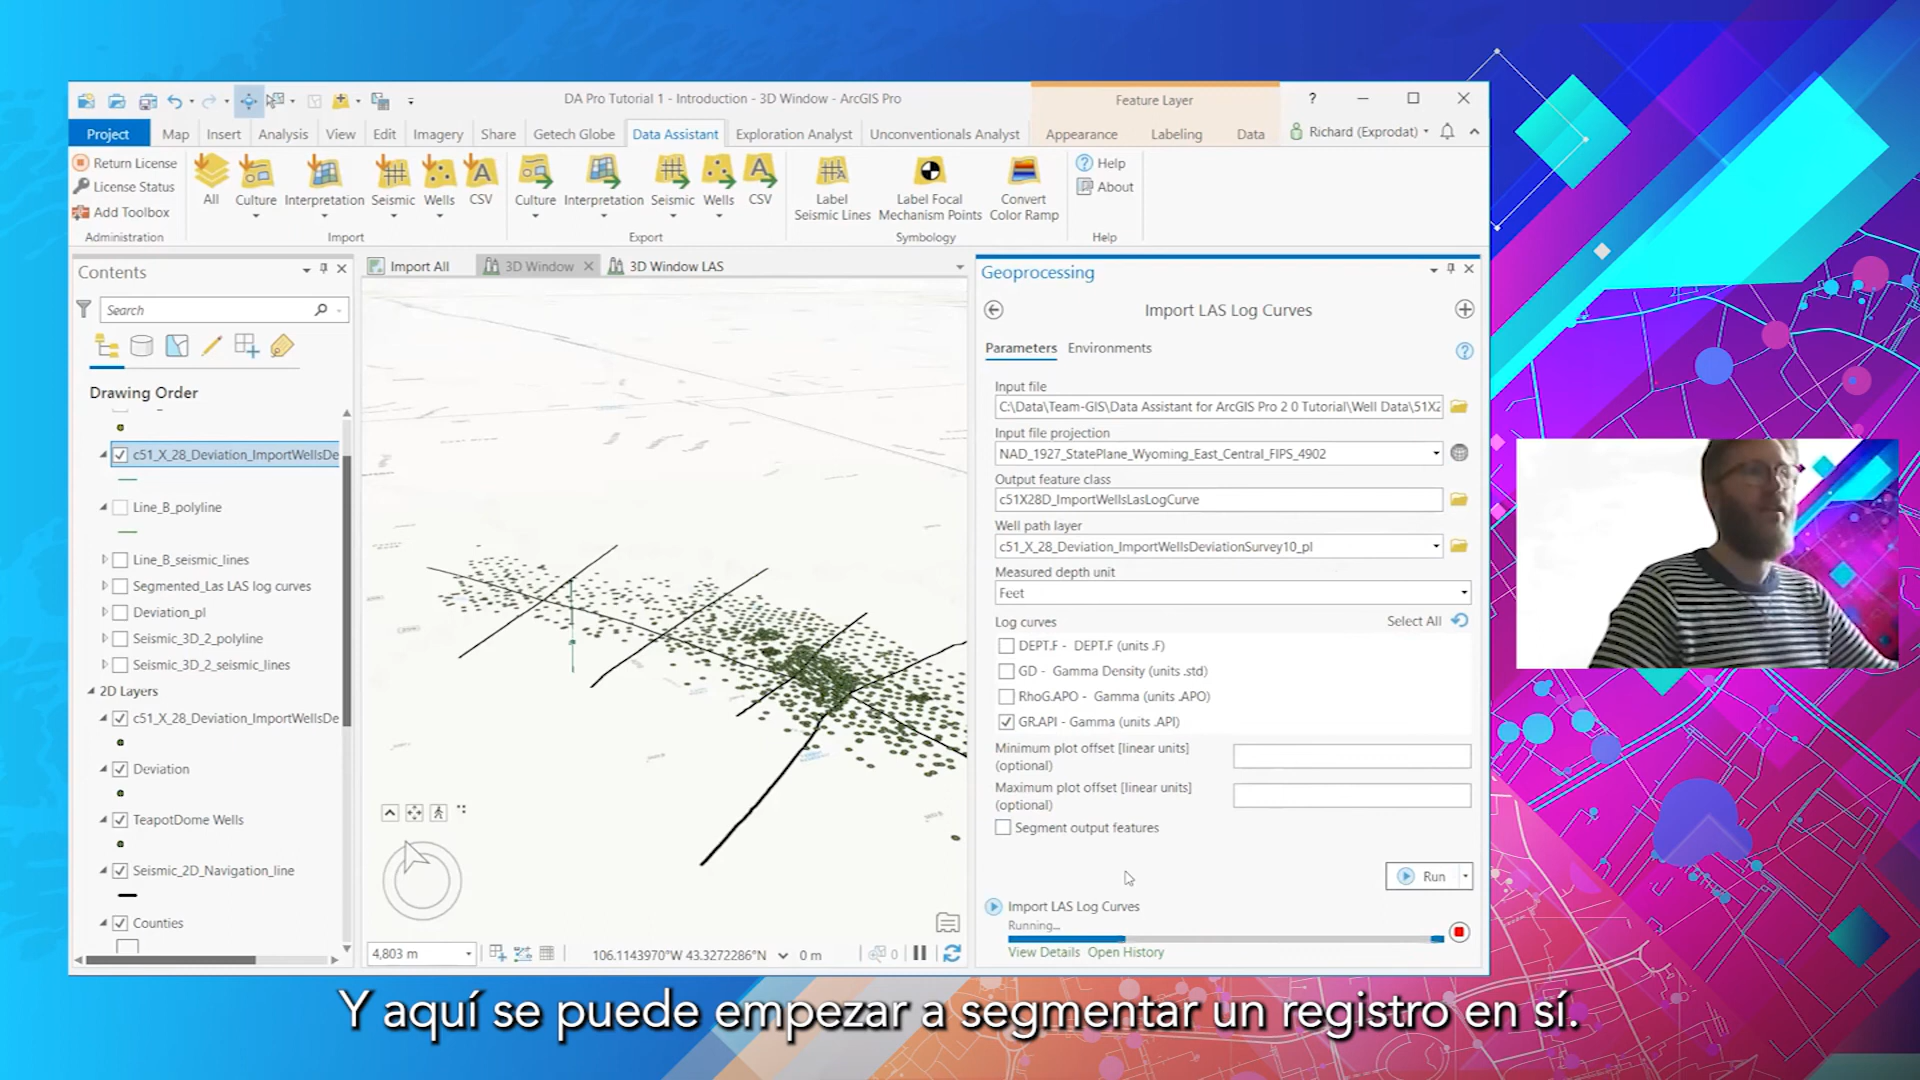 DA Pro Tutorial 1 - Introduction - 3D Window - ArcGIS Pro
Feature Layer
?
Project
Map
Insert
Analysis
View
Edit
Imagery
Share
Getech Globe
Data Assistant
Exploration Analyst
Unconventionals Analyst
Appearance
Labeling
Data
Richard (Exprodat)
Return License
License Status
Add Toolbox
Administration
All
Culture
Interpretation
Seismic
Wells
CSV
Import
Culture
Interpretation
Seismic
Wells
CSV
Export
Label
Seismic Lines
Label Focal
Mechanism Points
Convert
Color Ramp
Symbology
Help
About
Help
Contents
Search
Drawing Order
c51_X_28_Deviation_ImportWellsDe
Line_B_polyline
Line_B_seismic_lines
Segmented_Las LAS log curves
Deviation_pl
Seismic_3D_2_polyline
Seismic_3D_2_seismic_lines
2D Layers
c51_X_28_Deviation_ImportWellsDe
Deviation
TeapotDome Wells
Seismic_2D_Navigation_line
Counties
Import All
3D Window
3D Window LAS
4,803 m
106.1143970°W 43.3272286°N
0 m
0
Geoprocessing
Import LAS Log Curves
Parameters
Environments
Input file
C:\Data\Team-GIS\Data Assistant for ArcGIS Pro 2 0 Tutorial\Well Data\51X2
Input file projection
NAD_1927_StatePlane_Wyoming_East_Central_FIPS_4902
Output feature class
c51X28D_ImportWellsLasLogCurve
Well path layer
c51_X_28_Deviation_ImportWellsDeviationSurvey10_pl
Measured depth unit
Feet
Log curves
Select All
DEPT.F - DEPT.F (units .F)
GD - Gamma Density (units .std)
RhoG.APO - Gamma (units .APO)
GR.API - Gamma (units .API)
Minimum plot offset [linear units]
(optional)
Maximum plot offset [linear units]
(optional)
Segment output features
Run
Import LAS Log Curves
Running...
View Details Open History
Y aquí se puede empezar a segmentar un registro en sí.